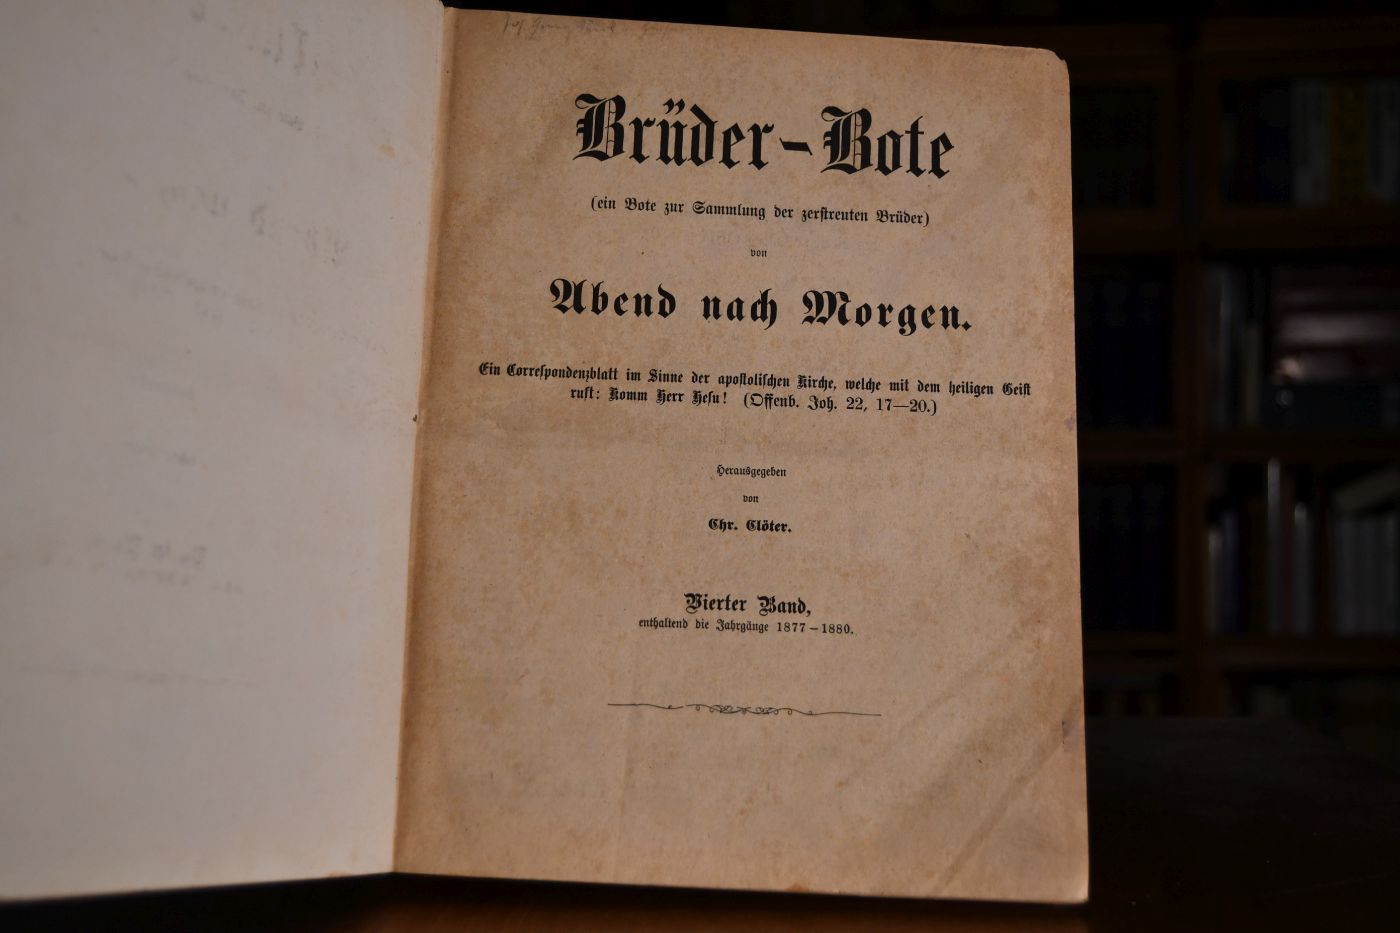 Brüder-Bote
(ein Bote zur Sammlung der zerstreuten Brüder)
von
Abend nach Morgen.
Ein Correspondenzblatt im Sinne der apostolischen Kirche, welche mit dem heiligen Geist
ruft: Komm Herr Jesu! (Offenb. Joh. 22, 17—20.)
Herausgegeben
von
Chr. Clöter.
Vierter Band,
enthaltend die Jahrgänge 1877–1880.